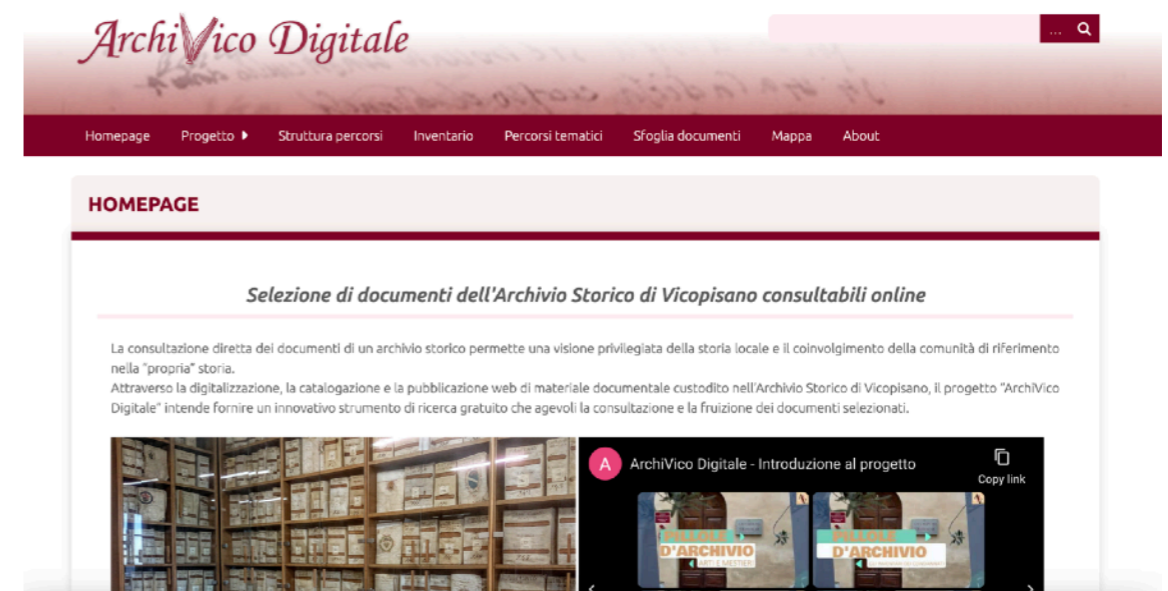 ArchiVico Digitale
...
Homepage Progetto Struttura percorsi Inventario Percorsi tematici Sfoglia documenti Mappa About
HOMEPAGE
Selezione di documenti dell'Archivio Storico di Vicopisano consultabili online
La consultazione diretta dei documenti di un archivio storico permette una visione privilegiata della storia locale e il coinvolgimento della comunità di riferimento
nella "propria" storia.
Attraverso la digitalizzazione, la catalogazione e la pubblicazione web di materiale documentale custodito nell'Archivio Storico di Vicopisano, il progetto "ArchiVico
Digitale" intende fornire un innovativo strumento di ricerca gratuito che agevoli la consultazione e la fruizione dei documenti selezionati.
A ArchiVico Digitale - Introduzione al progetto
Copy link
PILLOLE PILLOLE
D'ARCHIVIO D'ARCHIVIO
ARTI E MESTIERI